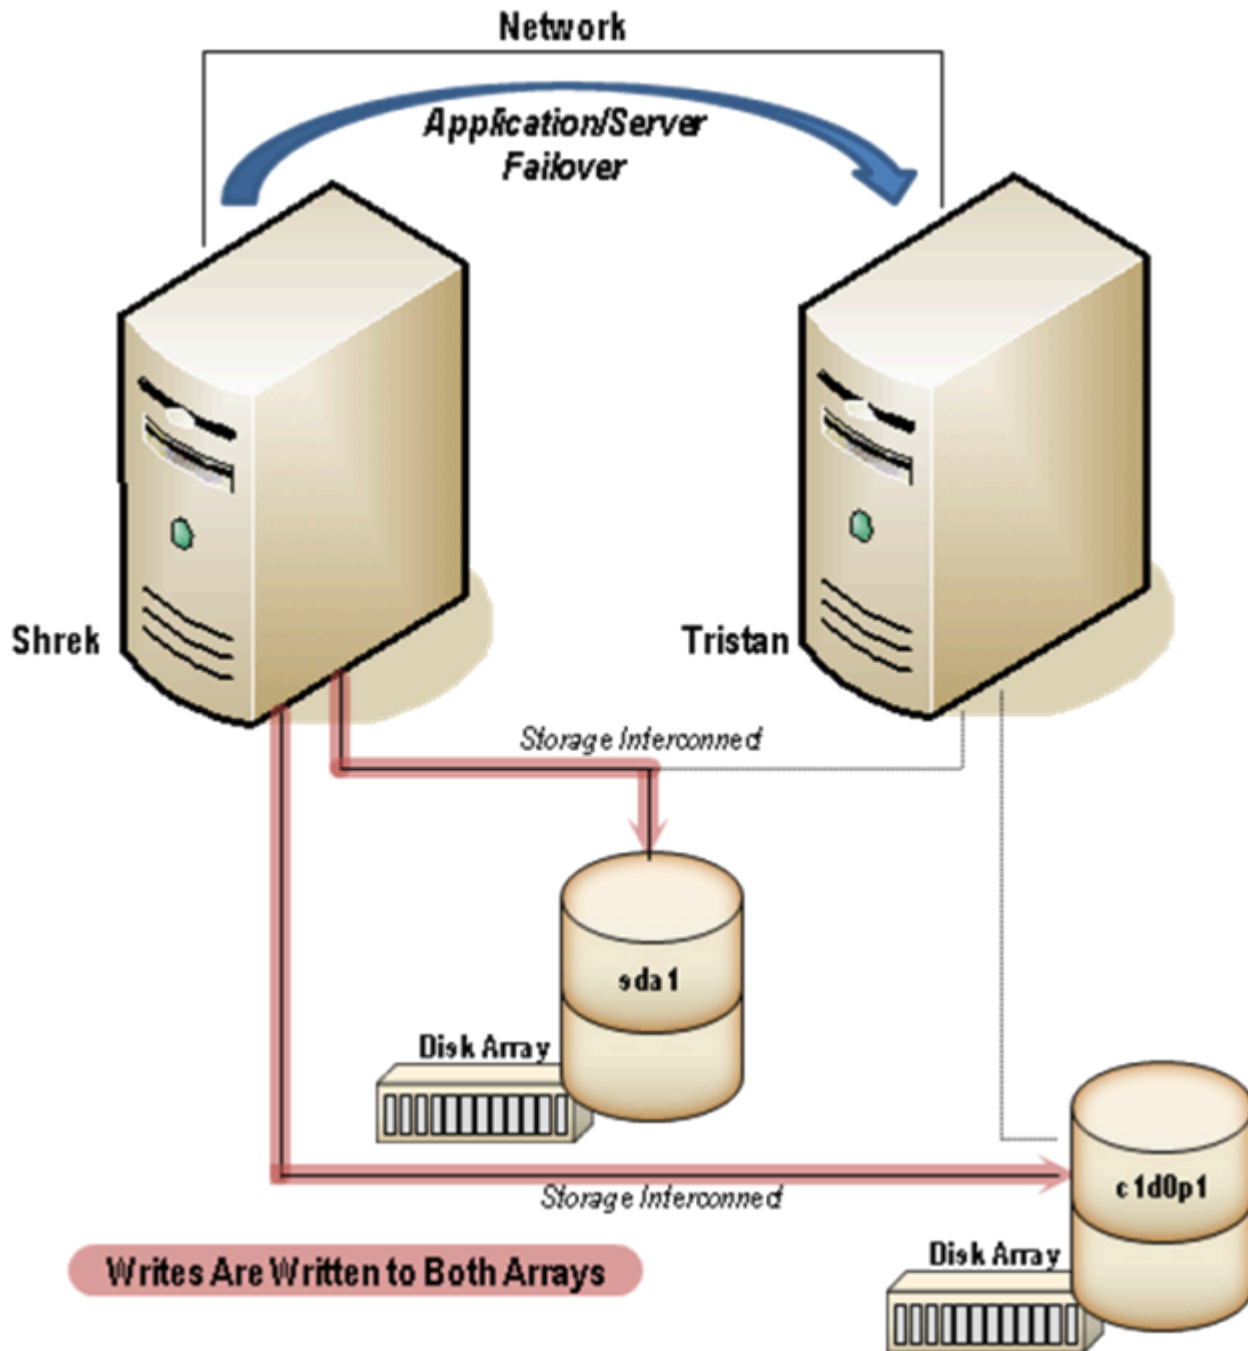 Network
Application/Server
Failover
Shrek
Tristan
Storage Interconnect
sda1
Disk Array
c1d0p1
Storage Interconnect
Disk Array
Writes Are Written to Both Arrays